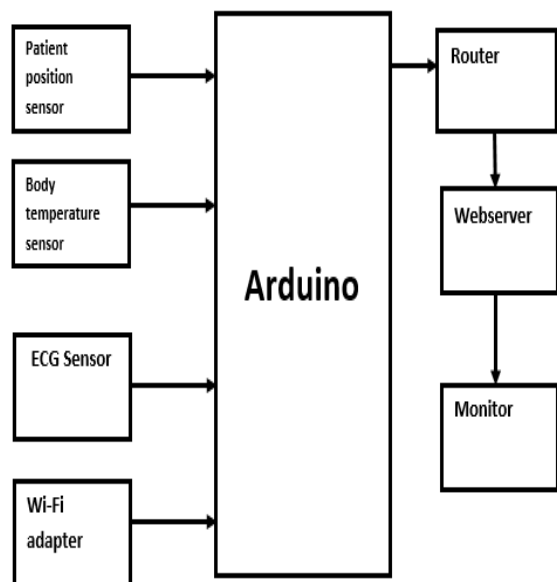 Patient
position
sensor
Body
temperature
sensor
ECG Sensor
Wi-Fi
adapter
Arduino
Router
Webserver
Monitor